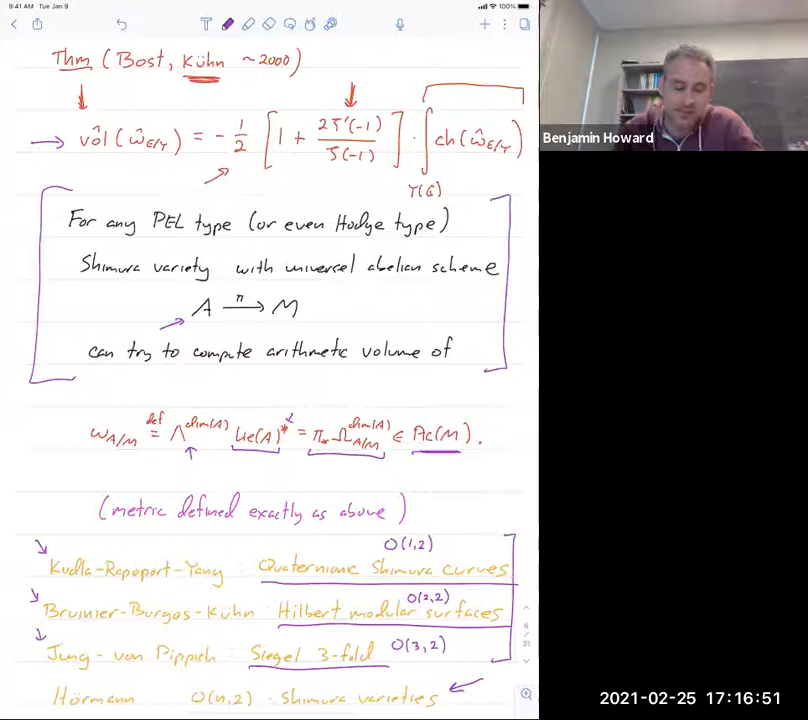 9:41 AM Tue Jan 9
100%
Thm (Bost, Kühn ~2000)
vôl(ω̂_{E/Y}) = -1/2 [1 + 2ζ'(-1)/ζ(-1)] · ∫_{Y(C)} ch(ω̂_{E/Y})
For any PEL type (or even Hodge type)
Shimura variety with universal abelian scheme
A →^π M
can try to compute arithmetic volume of
ω_{A/M} =^{def} Λ^{dim(A)} Lie(A)* = π_* Ω^{dim(A)}_{A/M} ∈ P̂ic(M).
(metric defined exactly as above)
O(1,2)
Kudla-Rapoport-Yang: Quaternionic Shimura curves
O(2,2)
Bruinier-Burgos-Kühn: Hilbert modular surfaces
Jung-von Pippich: Siegel 3-fold O(3,2)
Hörmann O(n,2) · Shimura varieties
6
/
31
Benjamin Howard
2021-02-25 17:16:51